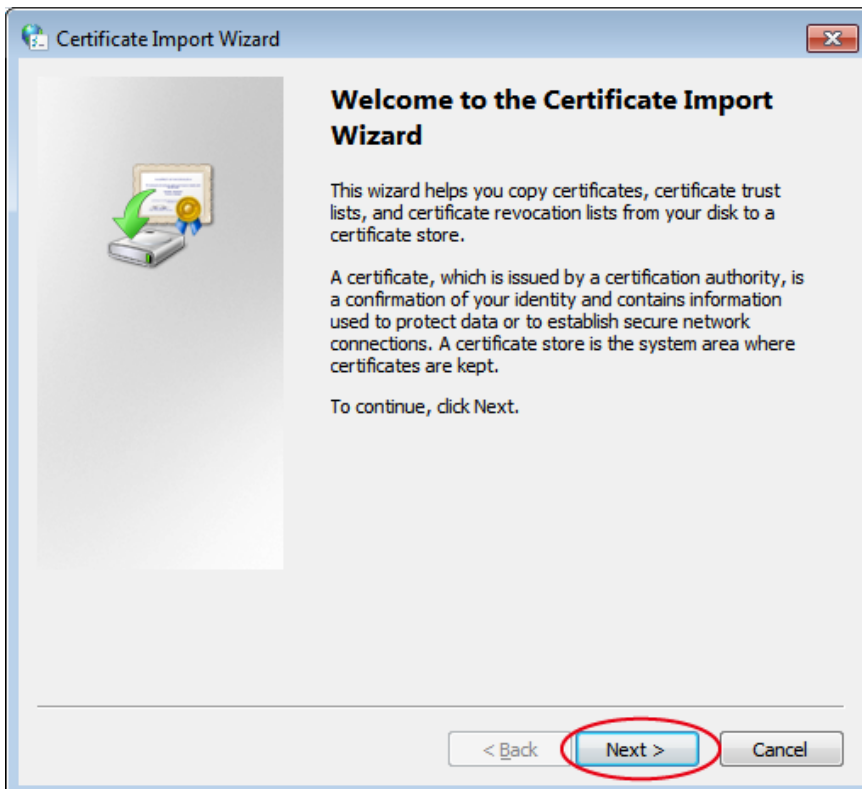 Certificate Import Wizard
Welcome to the Certificate Import
Wizard
This wizard helps you copy certificates, certificate trust
lists, and certificate revocation lists from your disk to a
certificate store.
A certificate, which is issued by a certification authority, is
a confirmation of your identity and contains information
used to protect data or to establish secure network
connections. A certificate store is the system area where
certificates are kept.
To continue, click Next.
< Back Next > Cancel